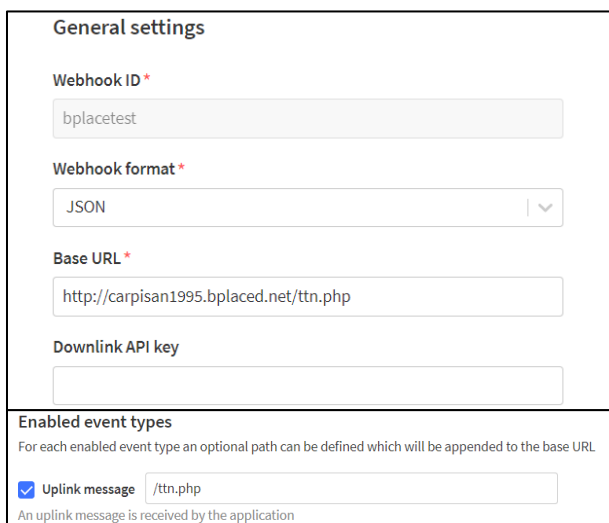 General settings
Webhook ID *
bplacetest
Webhook format *
JSON
Base URL *
http://carpisan1995.bplaced.net/ttn.php
Downlink API key
Enabled event types
For each enabled event type an optional path can be defined which will be appended to the base URL
Uplink message /ttn.php
An uplink message is received by the application